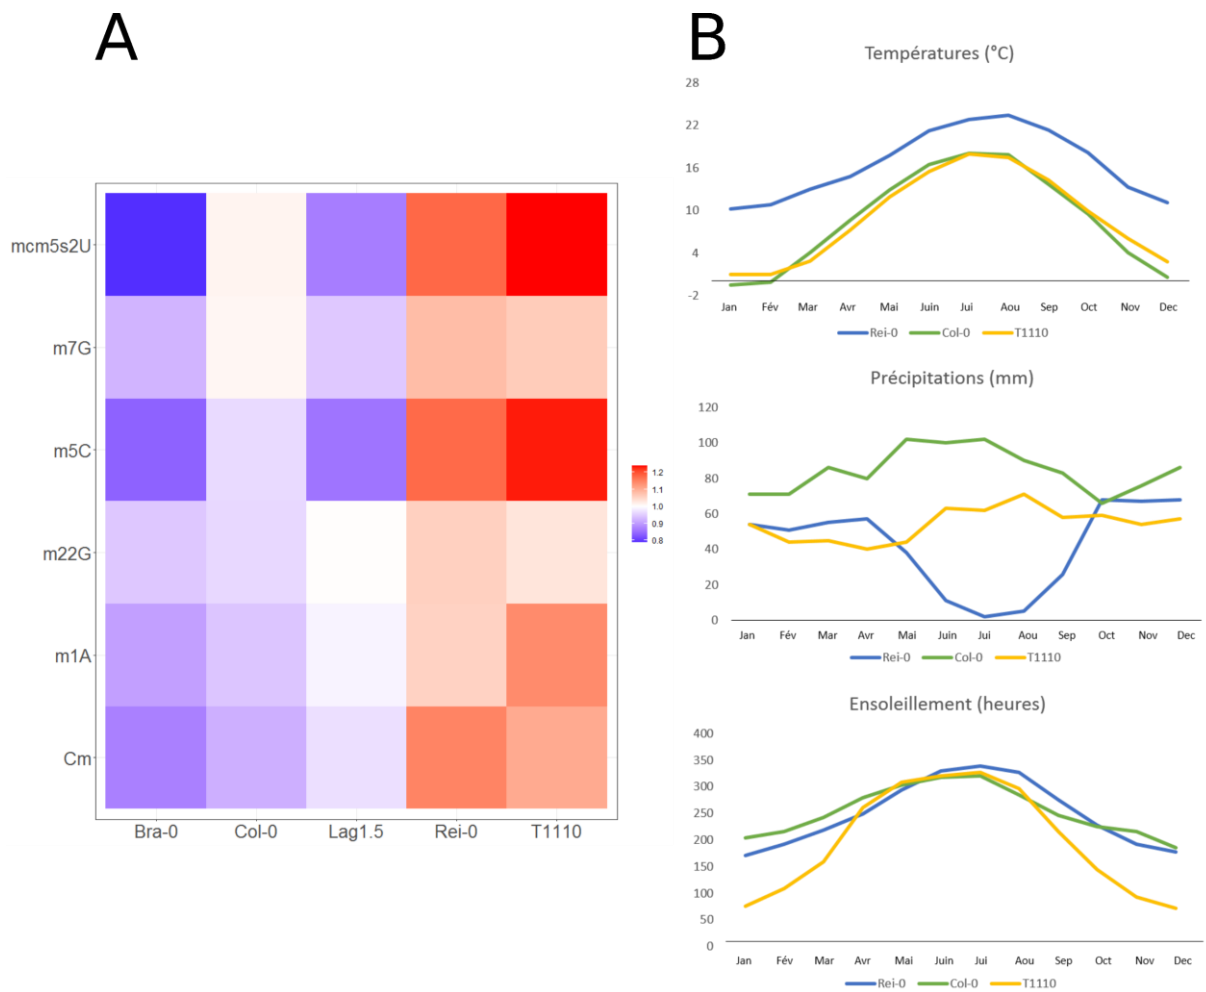 A
mcm5s2U
m7G
m5C
m22G
m1A
Cm
Bra-0 Col-0 Lag1.5 Rei-0 T1110
1.2
1.1
1.0
0.9
0.8
B
Températures (°C)
28
22
16
10
4
-2
Jan Fév Mar Avr Mai Juin Jui Aou Sep Oct Nov Dec
Rei-0 Col-0 T1110
Précipitations (mm)
120
100
80
60
40
20
0
Jan Fév Mar Avr Mai Juin Jui Aou Sep Oct Nov Dec
Rei-0 Col-0 T1110
Ensoleillement (heures)
400
350
300
250
200
150
100
50
0
Jan Fév Mar Avr Mai Juin Jui Aou Sep Oct Nov Dec
Rei-0 Col-0 T1110